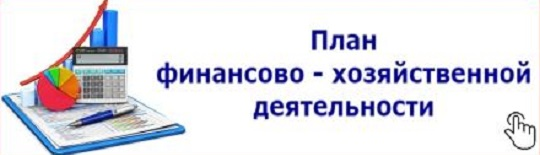 План
финансово - хозяйственной
деятельности